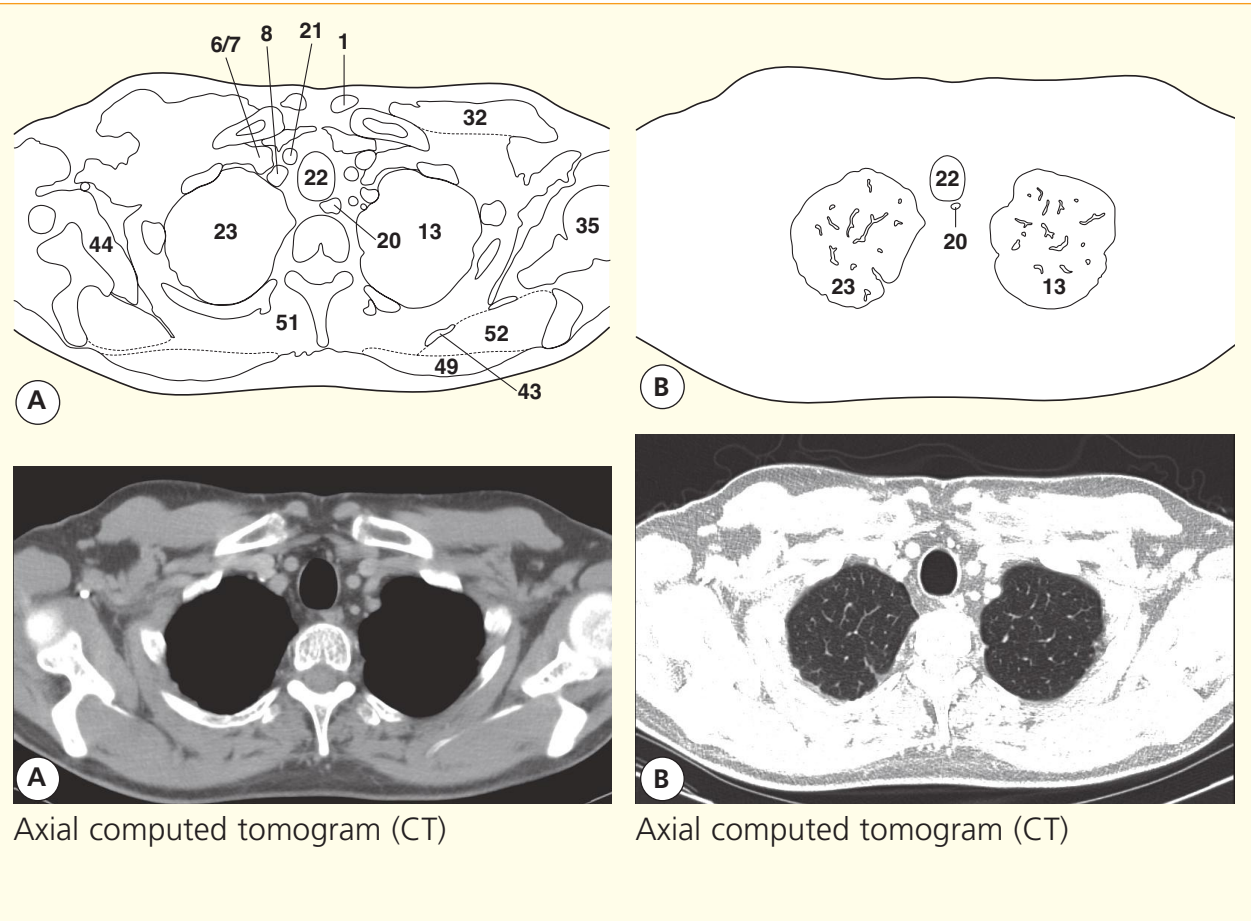 6/7 8 21 1
32
22
23
13
20
44
35
51
52
49
43
A
22
20
23
13
B
A
B
Axial computed tomogram (CT)
Axial computed tomogram (CT)